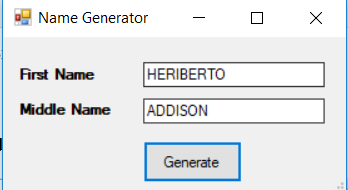 Name Generator
First Name HERIBERTO
Middle Name ADDISON
Generate